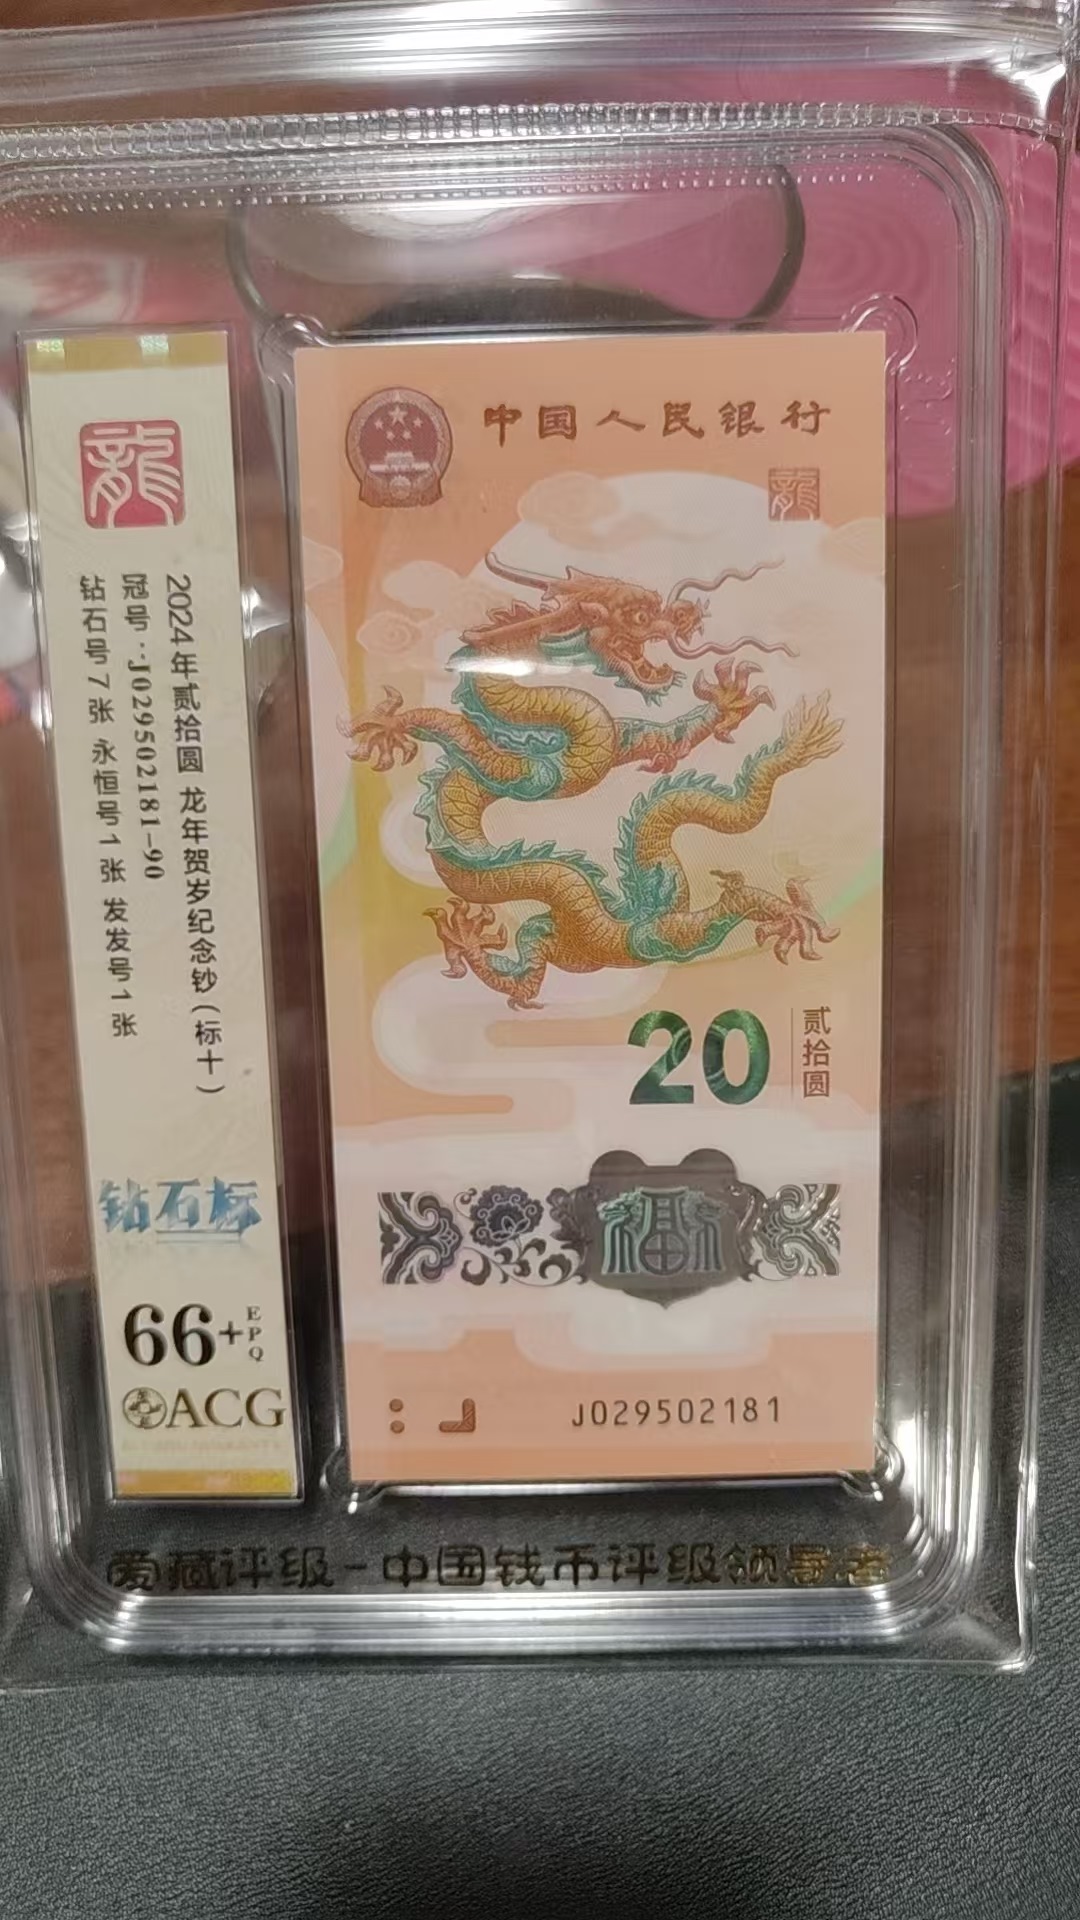 龍
2024年贰拾圆 龙年贺岁纪念钞(标十)
冠号:J029502181-90
钻石号7张 永恒号1张 发发号1张
钻石标
66+EPQ
ACG
中国人民银行
龍
20
贰拾圆
福
J029502181
爱藏评级-中国钱币评级领导者